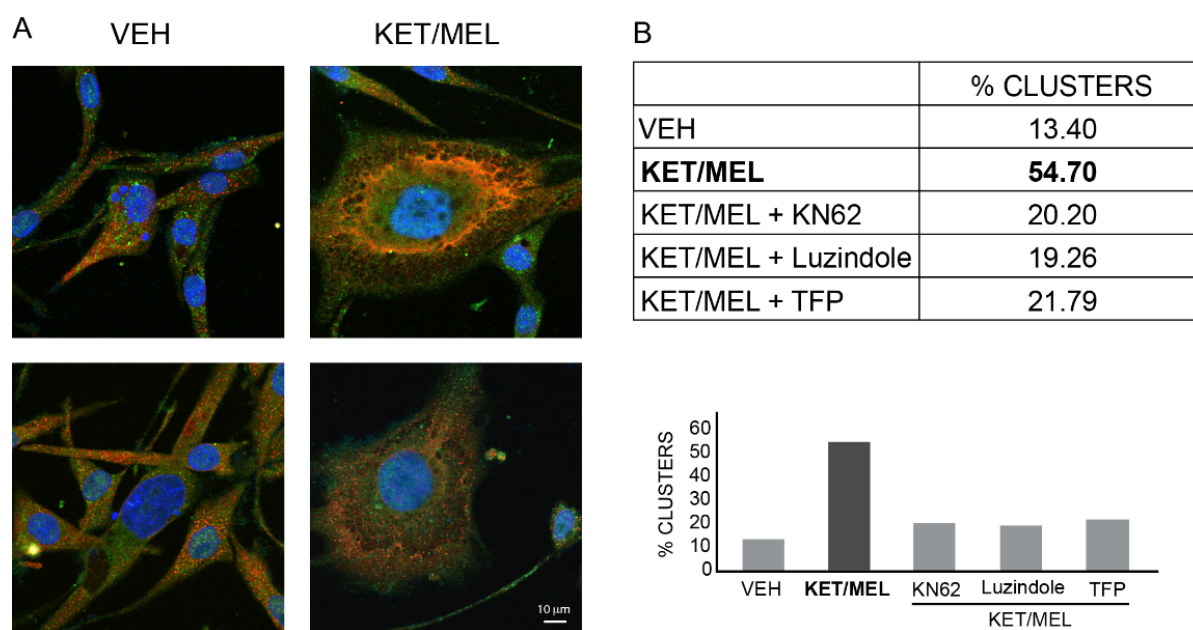 A
VEH
KET/MEL
10 µm
B
% CLUSTERS
VEH 13.40
KET/MEL 54.70
KET/MEL + KN62 20.20
KET/MEL + Luzindole 19.26
KET/MEL + TFP 21.79
% CLUSTERS
60
50
40
30
20
10
0
VEH KET/MEL KN62 Luzindole TFP
KET/MEL